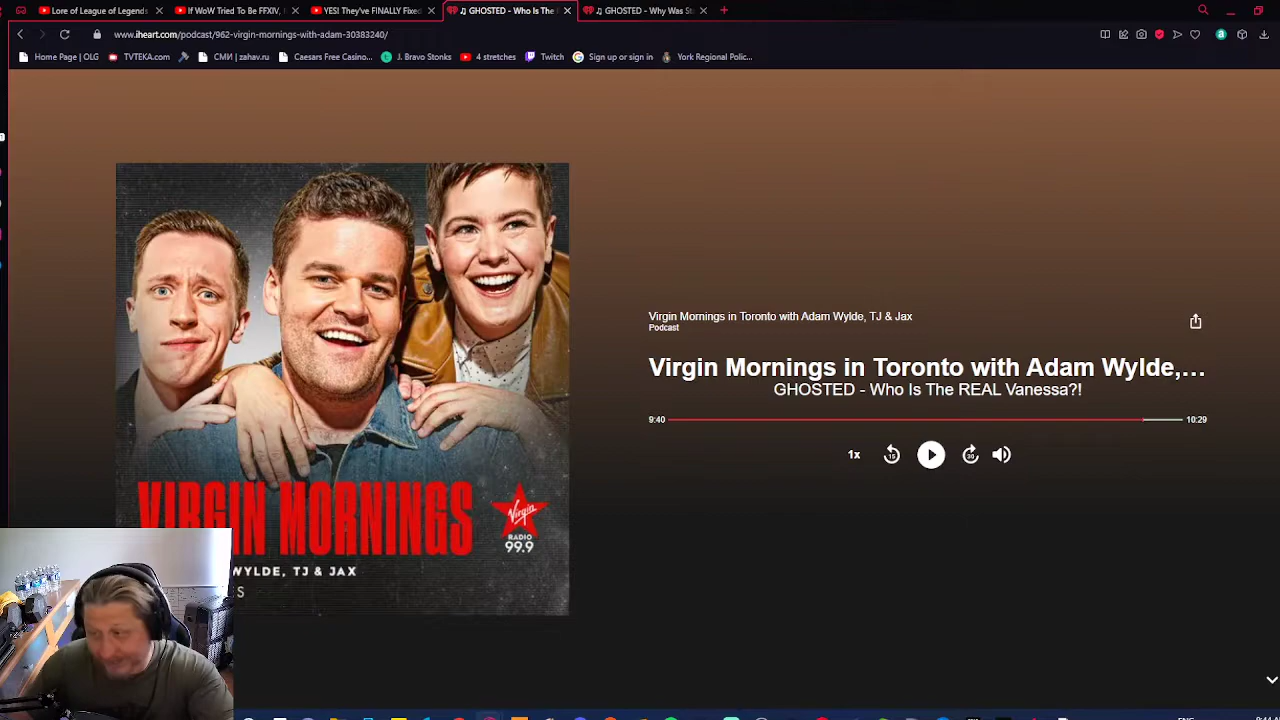 Lore of League of Legends
If WoW Tried To Be FFXIV,
YES! They've FINALLY Fixed
♫ GHOSTED - Who Is The
♫ GHOSTED - Why Was
www.iheart.com/podcast/962-virgin-mornings-with-adam-30383240/
Home Page | OLG
TVTEKA.com
СМИ | zahav.ru
Caesars Free Casino...
J. Bravo Stonks
4 stretches
Twitch
Sign up or sign in
York Regional Polic...
Virgin Mornings in Toronto with Adam Wylde, TJ & Jax
Podcast
Virgin Mornings in Toronto with Adam Wylde,...
GHOSTED - Who Is The REAL Vanessa?!
9:40
10:29
1x
15
30
VIRGIN MORNINGS
Virgin
RADIO
99.9
WYLDE, TJ & JAX
S